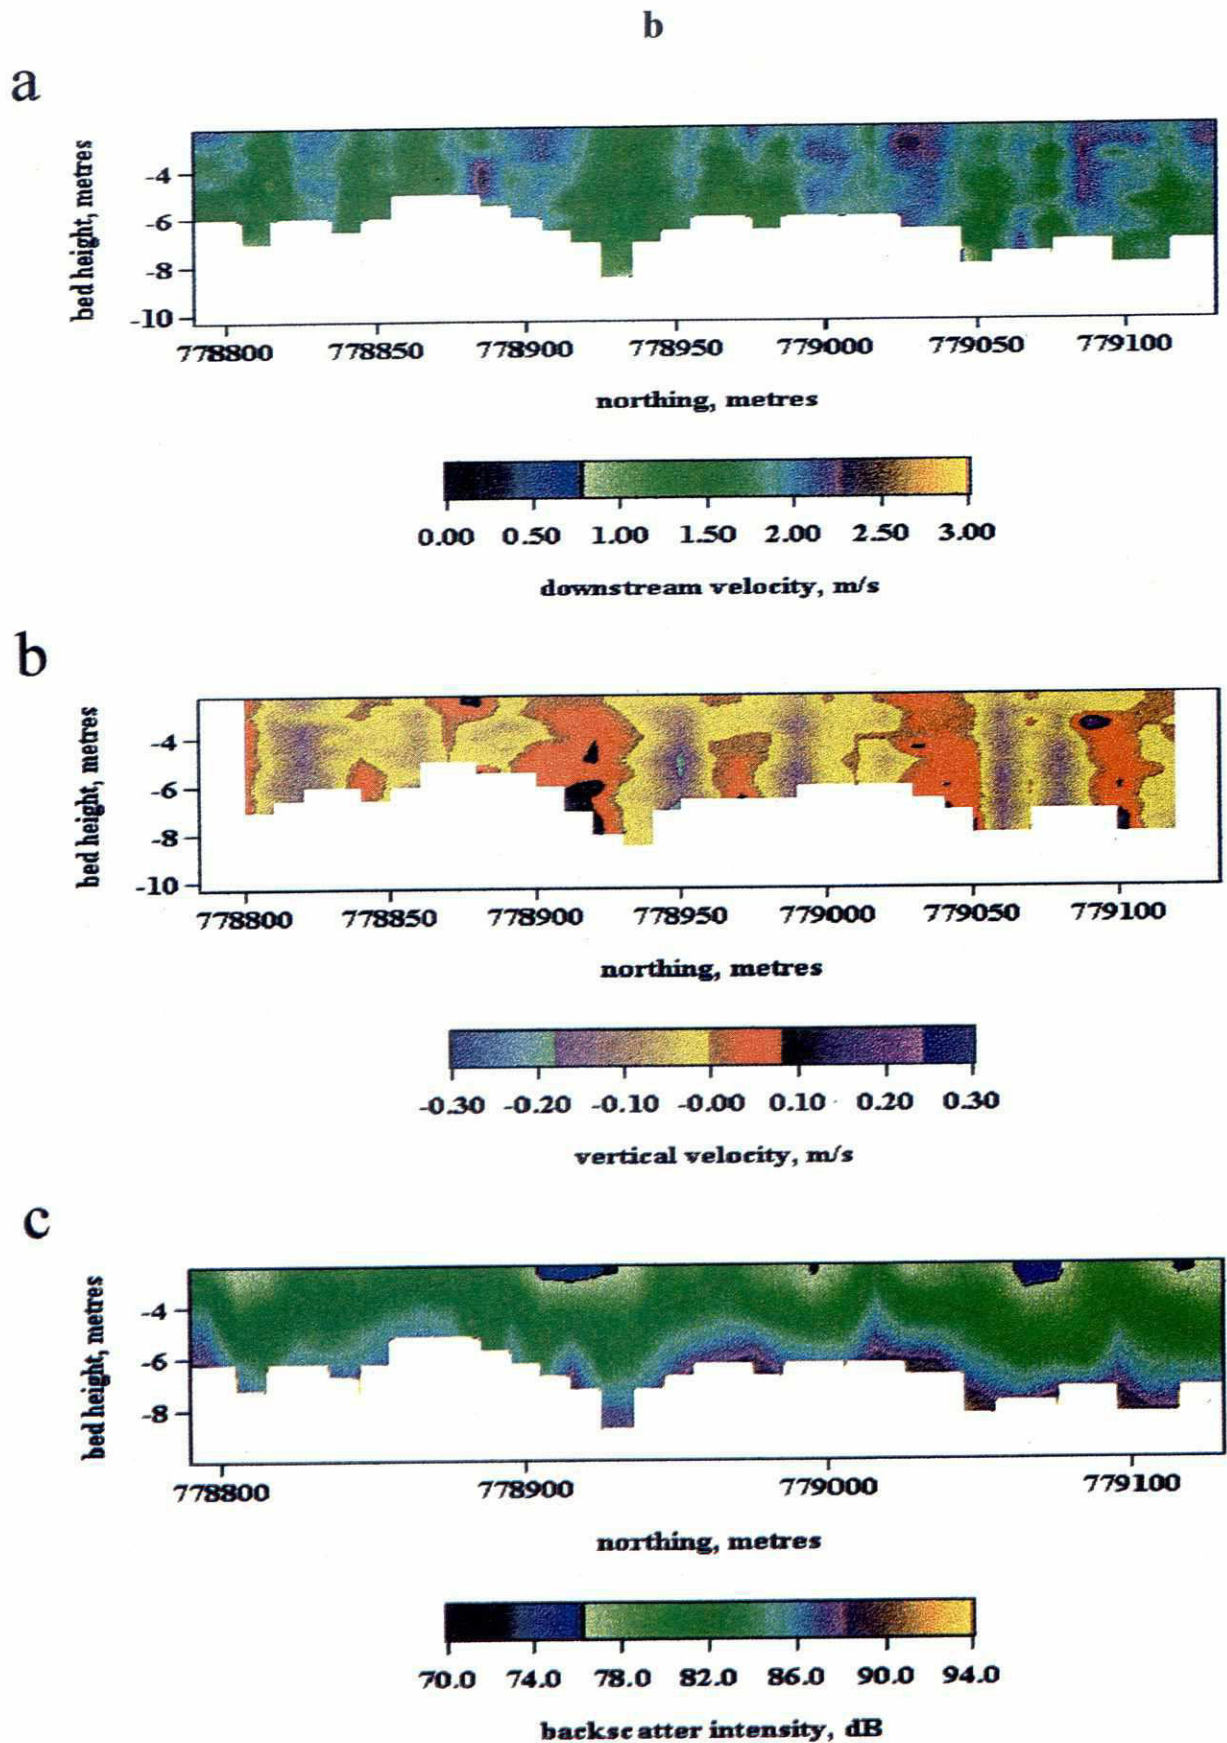 b
a
bed height, metres
-4
-6
-8
-10
778800 778850 778900 778950 779000 779050 779100
northing, metres
0.00 0.50 1.00 1.50 2.00 2.50 3.00
downstream velocity, m/s
b
bed height, metres
-4
-6
-8
-10
778800 778850 778900 778950 779000 779050 779100
northing, metres
-0.30 -0.20 -0.10 -0.00 0.10 0.20 0.30
vertical velocity, m/s
c
bed height, metres
-4
-6
-8
778800 778900 779000 779100
northing, metres
70.0 74.0 78.0 82.0 86.0 90.0 94.0
backscatter intensity, dB